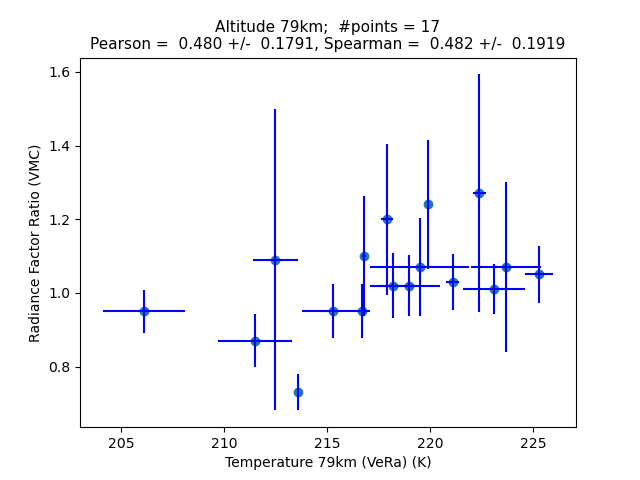 Altitude 79km;  #points = 17
Pearson =  0.480 +/-  0.1791, Spearman =  0.482 +/-  0.1919
1.6
1.4
1.2
1.0
0.8
Radiance Factor Ratio (VMC)
205
210
215
220
225
Temperature 79km (VeRa) (K)